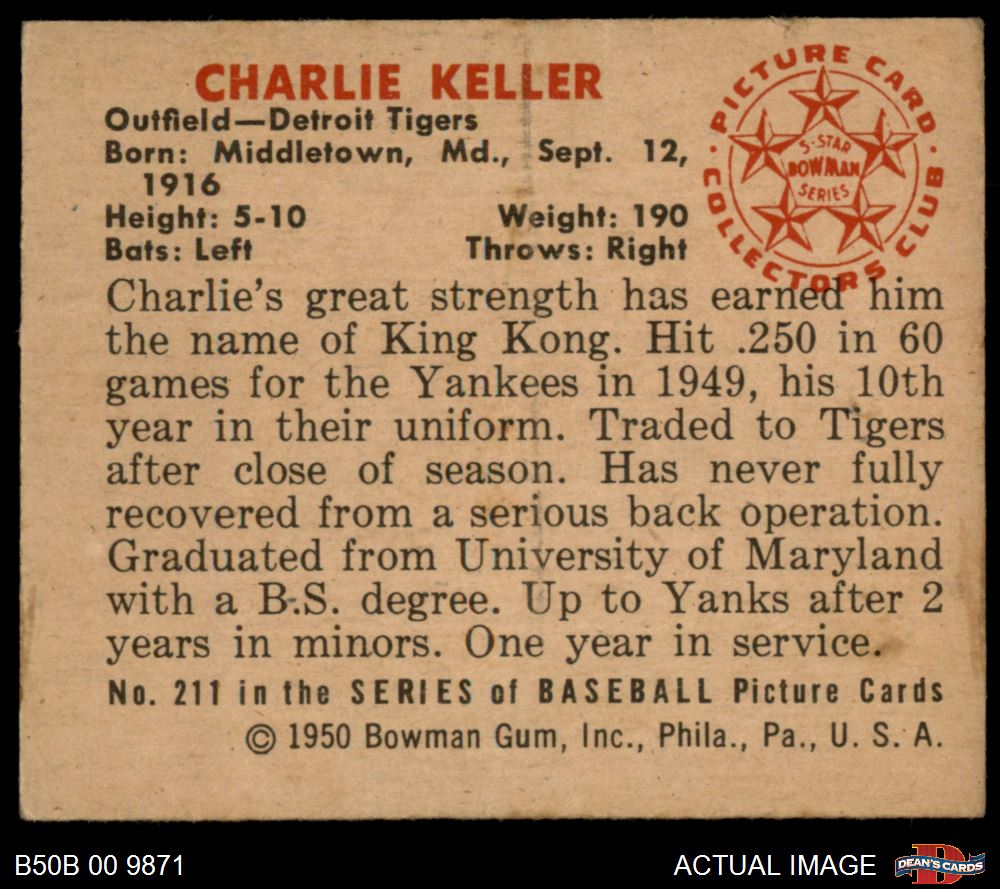 CHARLIE KELLER
Outfield—Detroit Tigers
Born: Middletown, Md., Sept. 12,
1916
Height: 5-10 Weight: 190
Bats: Left Throws: Right
PICTURE CARD
COLLECTORS CLUB
5-STAR
BOWMAN
SERIES
Charlie's great strength has earned him
the name of King Kong. Hit .250 in 60
games for the Yankees in 1949, his 10th
year in their uniform. Traded to Tigers
after close of season. Has never fully
recovered from a serious back operation.
Graduated from University of Maryland
with a B.S. degree. Up to Yanks after 2
years in minors. One year in service.
No. 211 in the SERIES of BASEBALL Picture Cards
© 1950 Bowman Gum, Inc., Phila., Pa., U. S. A.
B50B 00 9871
ACTUAL IMAGE
DEAN'S CARDS